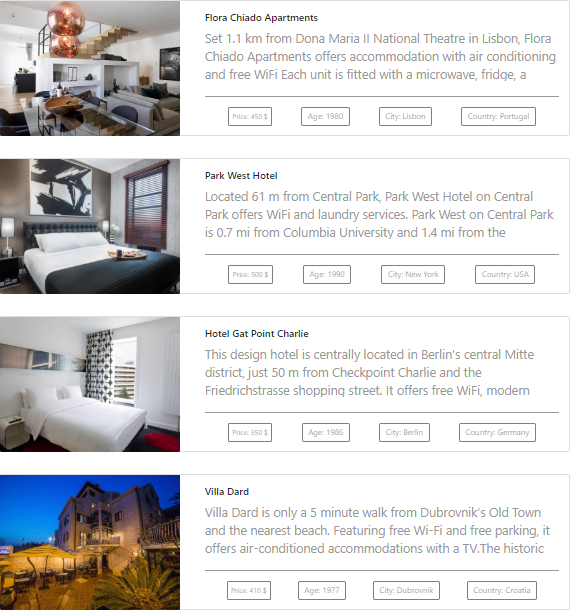 Flora Chiado Apartments
Set 1.1 km from Dona Maria II National Theatre in Lisbon, Flora
Chiado Apartments offers accommodation with air conditioning
and free WiFi Each unit is fitted with a microwave, fridge, a
Price: 450 $ Age: 1980 City: Lisbon Country: Portugal
Park West Hotel
Located 61 m from Central Park, Park West Hotel on Central
Park offers WiFi and laundry services. Park West on Central Park
is 0.7 mi from Columbia University and 1.4 mi from the
Price: 500 $ Age: 1990 City: New York Country: USA
Hotel Gat Point Charlie
This design hotel is centrally located in Berlin's central Mitte
district, just 50 m from Checkpoint Charlie and the
Friedrichstrasse shopping street. It offers free WiFi, modern
Price: 350 $ Age: 1986 City: Berlin Country: Germany
Villa Dard
Villa Dard is only a 5 minute walk from Dubrovnik's Old Town
and the nearest beach. Featuring free Wi-Fi and free parking, it
offers air-conditioned accommodations with a TV.The historic
Price: 410 $ Age: 1977 City: Dubrovnik Country: Croatia